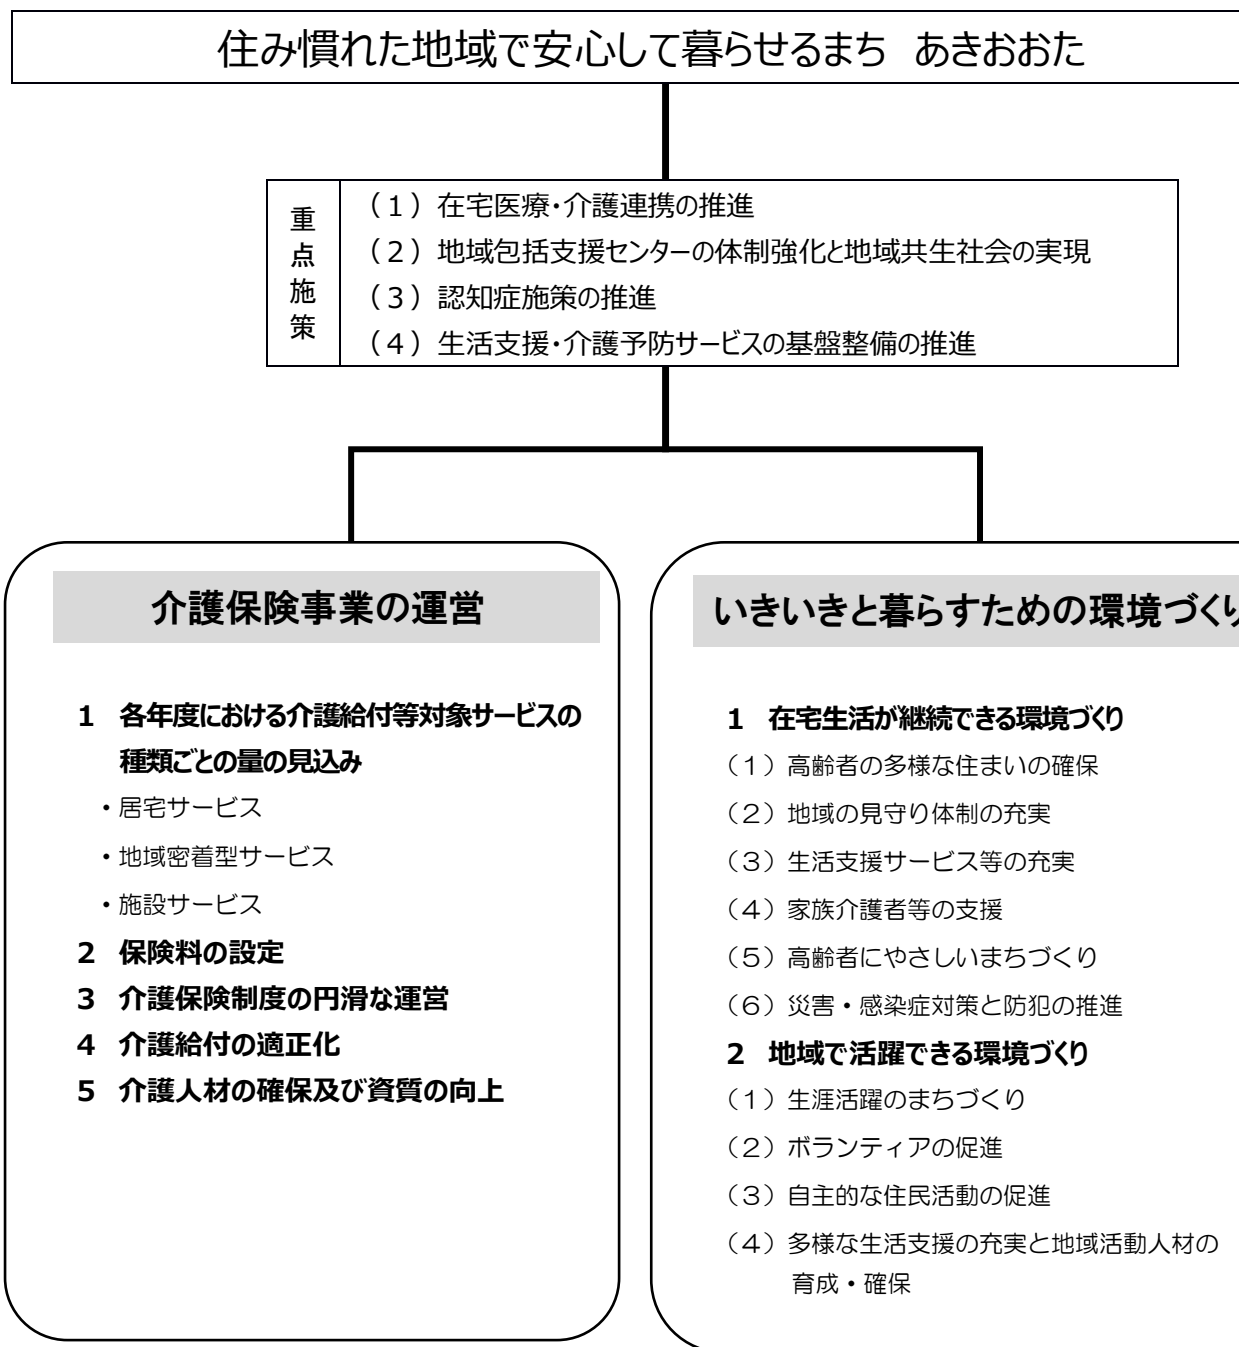 住み慣れた地域で安心して暮らせるまち　あきおおた
重点施策
（１）在宅医療・介護連携の推進
（２）地域包括支援センターの体制強化と地域共生社会の実現
（３）認知症施策の推進
（４）生活支援・介護予防サービスの基盤整備の推進
介護保険事業の運営
１　各年度における介護給付等対象サービスの
種類ごとの量の見込み
・居宅サービス
・地域密着型サービス
・施設サービス
２　保険料の設定
３　介護保険制度の円滑な運営
４　介護給付の適正化
５　介護人材の確保及び資質の向上
いきいきと暮らすための環境づくり
１　在宅生活が継続できる環境づくり
（１）高齢者の多様な住まいの確保
（２）地域の見守り体制の充実
（３）生活支援サービス等の充実
（４）家族介護者等の支援
（５）高齢者にやさしいまちづくり
（６）災害・感染症対策と防犯の推進
２　地域で活躍できる環境づくり
（１）生涯活躍のまちづくり
（２）ボランティアの促進
（３）自主的な住民活動の促進
（４）多様な生活支援の充実と地域活動人材の
育成・確保